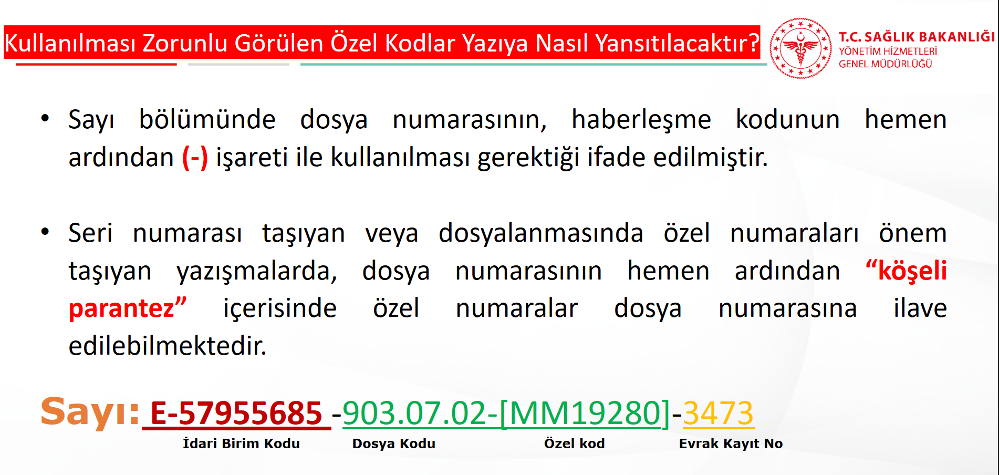 Kullanılması Zorunlu Görülen Özel Kodlar Yazıya Nasıl Yansıtılacaktır?
T.C. SAĞLIK BAKANLIĞI
YÖNETİM HİZMETLERİ
GENEL MÜDÜRLÜĞÜ
• Sayı bölümünde dosya numarasının, haberleşme kodunun hemen
ardından (-) işareti ile kullanılması gerektiği ifade edilmiştir.
• Seri numarası taşıyan veya dosyalanmasında özel numaraları önem
taşıyan yazışmalarda, dosya numarasının hemen ardından “köşeli
parantez” içerisinde özel numaralar dosya numarasına ilave
edilebilmektedir.
Sayı: E-57955685 -903.07.02-[MM19280]-3473
İdari Birim Kodu Dosya Kodu Özel kod Evrak Kayıt No